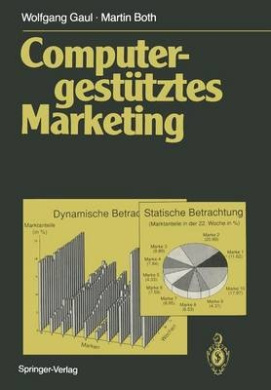 Wolfgang Gaul · Martin Both
Computer-
gestütztes
Marketing
Dynamische Betrac
Statische Betrachtung
(Marktanteile in der 22. Woche in %)
Marktanteile
(in %)
Marke 2
Marke 1
Marke 3
Marke 4
Marke 5
Marke 6
Marke 7
Marke 8
Marke 9
Marke 10
Marken
Wochen
Springer-Verlag